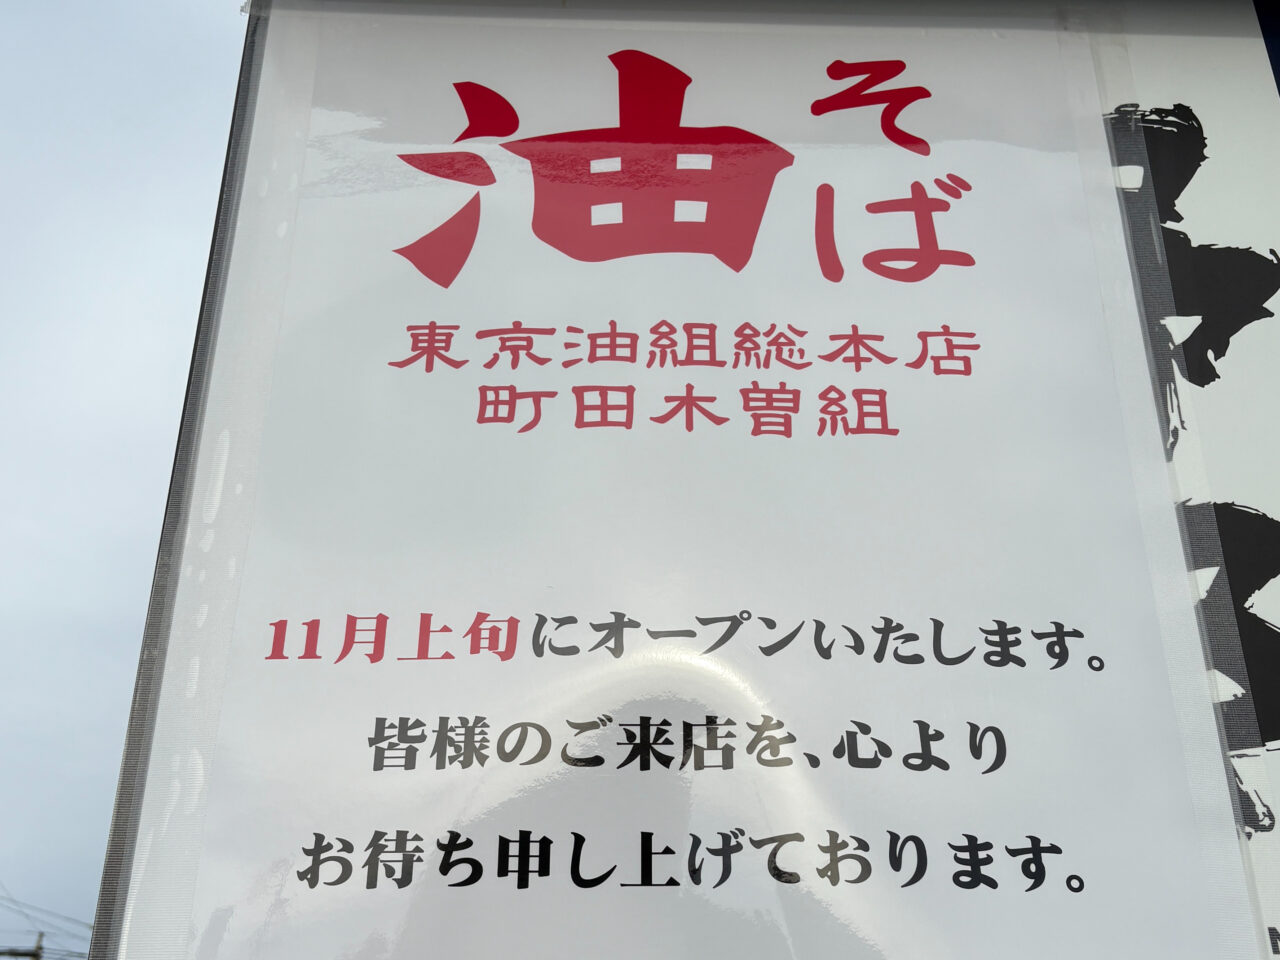 油そば
東京油組総本店
町田木曽組
11月上旬にオープンいたします。
皆様のご来店を、心より
お待ち申し上げております。